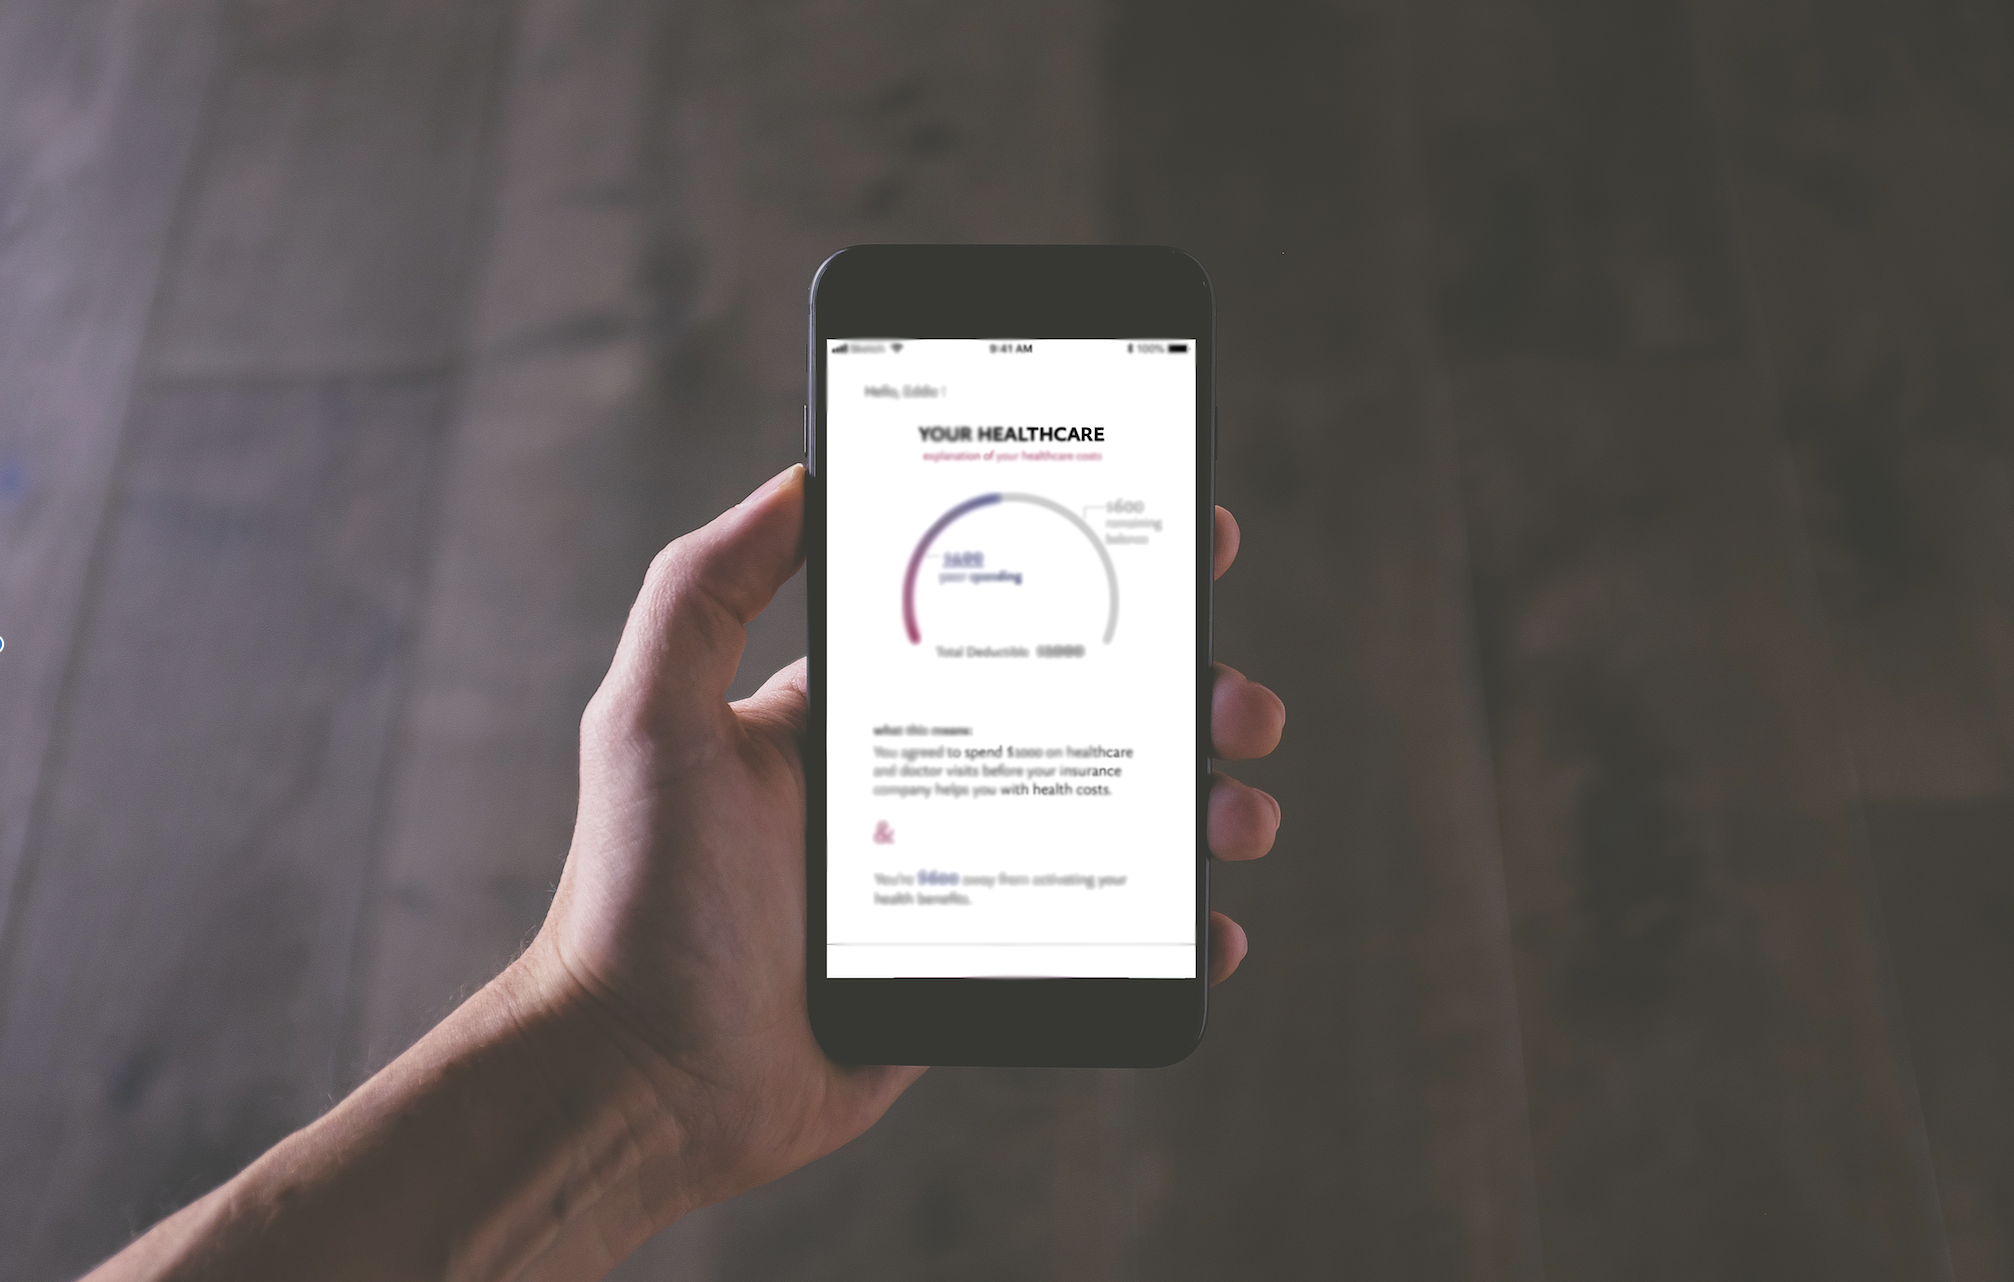 Sketch 9:41 AM 100%
Hello, Eddie !
YOUR HEALTHCARE
explanation of your healthcare costs
$600
remaining
balance
$400
your spending
Total Deductible $1000
what this means:
You agreed to spend $1000 on healthcare
and doctor visits before your insurance
company helps you with health costs.
&
You're $600 away from activating your
health benefits.